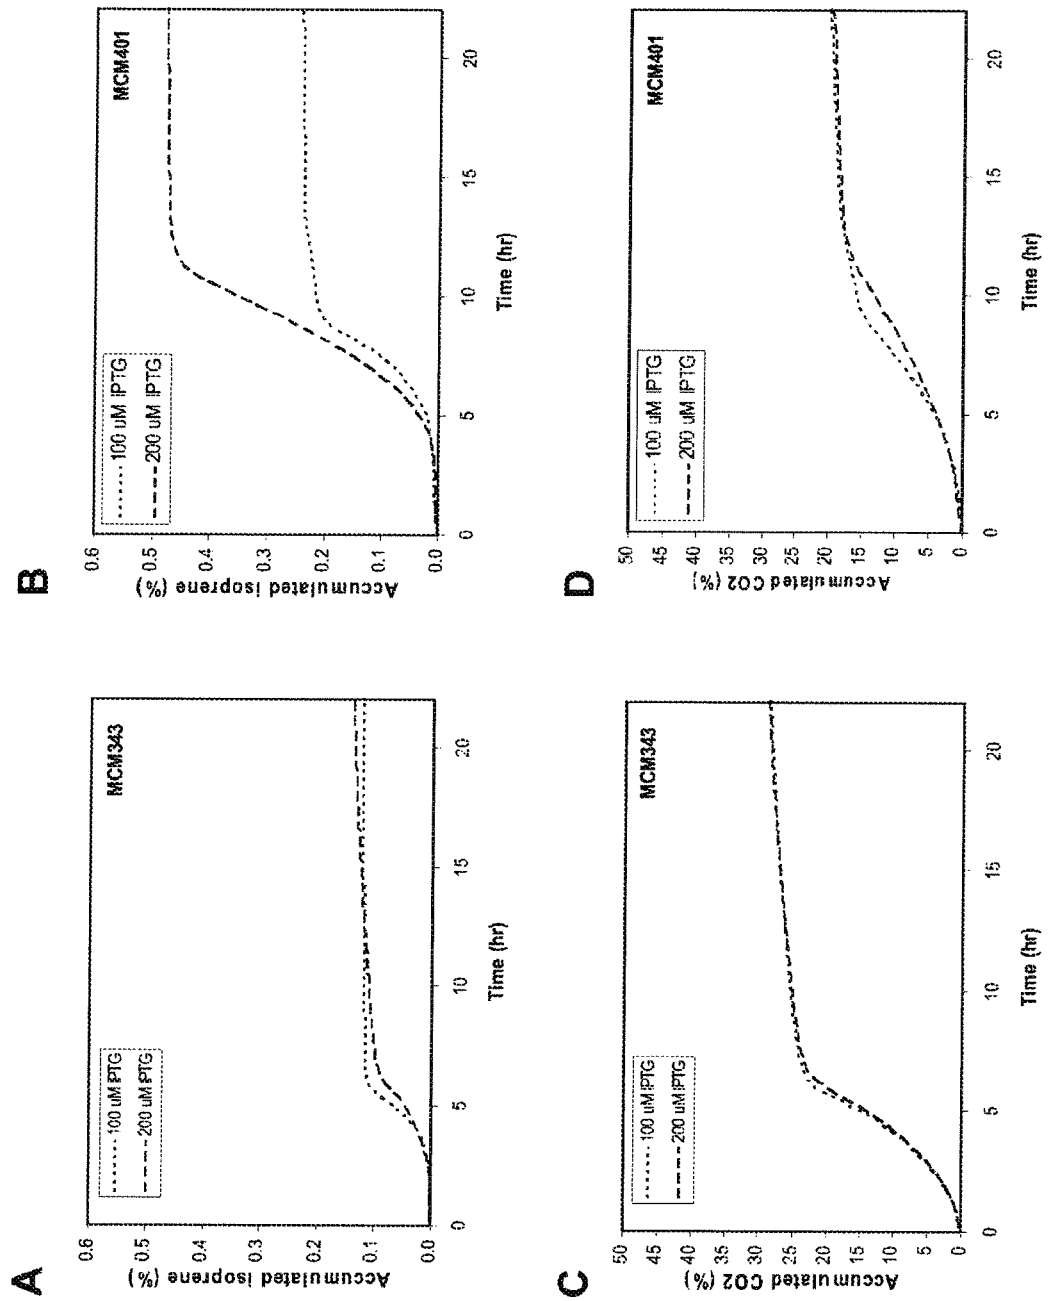 A
MCM343
100 uM IPTG
200 uM IPTG
Accumulated isoprene (%)
0.6
0.5
0.4
0.3
0.2
0.1
0.0
0 5 10 15 20
Time (hr)
B
MCM401
100 uM IPTG
200 uM IPTG
Accumulated isoprene (%)
0.6
0.5
0.4
0.3
0.2
0.1
0.0
0 5 10 15 20
Time (hr)
C
MCM343
100 uM IPTG
200 uM IPTG
Accumulated CO2 (%)
50
45
40
35
30
25
20
15
10
5
0
0 5 10 15 20
Time (hr)
D
MCM401
100 uM IPTG
200 uM IPTG
Accumulated CO2 (%)
50
45
40
35
30
25
20
15
10
5
0
0 5 10 15 20
Time (hr)